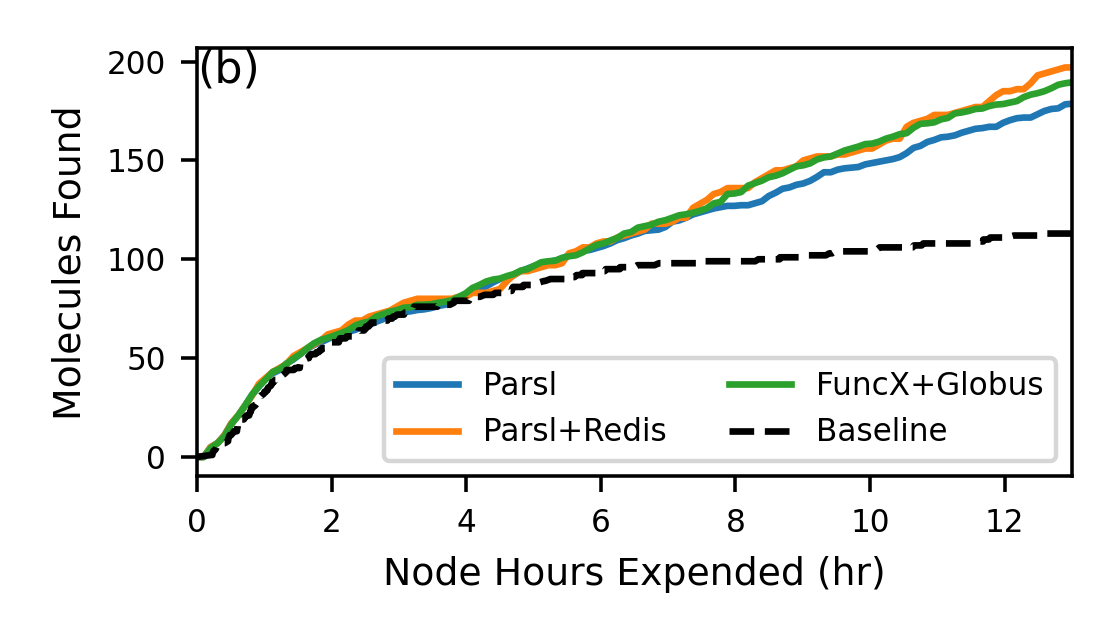 (b)
Molecules Found
200
150
100
50
0
Parsl
Parsl+Redis
FuncX+Globus
Baseline
0 2 4 6 8 10 12
Node Hours Expended (hr)